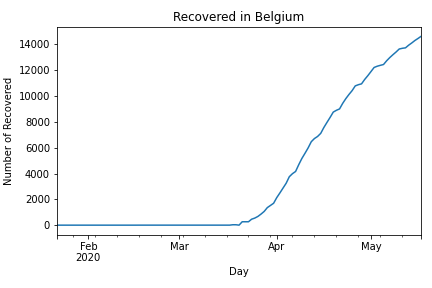 Recovered in Belgium
Number of Recovered
14000
12000
10000
8000
6000
4000
2000
0
Feb
2020
Mar
Apr
May
Day